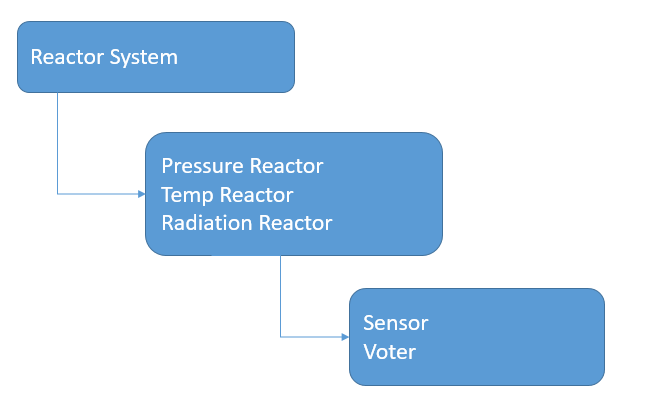 Reactor System
Pressure Reactor
Temp Reactor
Radiation Reactor
Sensor
Voter